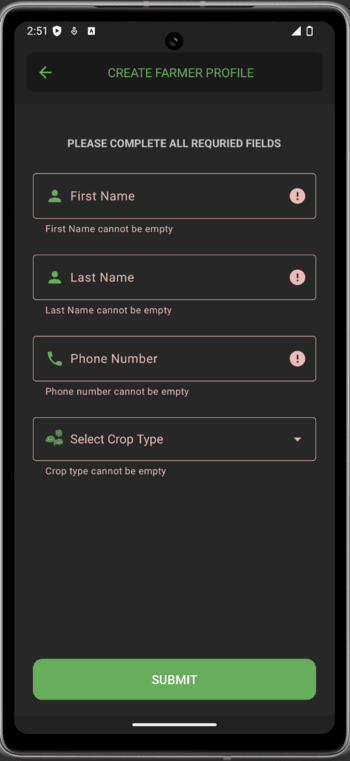 2:51
CREATE FARMER PROFILE
PLEASE COMPLETE ALL REQURIED FIELDS
First Name
First Name cannot be empty
Last Name
Last Name cannot be empty
Phone Number
Phone number cannot be empty
Select Crop Type
Crop type cannot be empty
SUBMIT